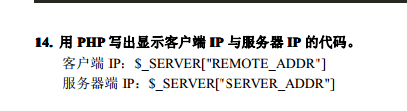 14. 用 PHP 写出显示客户端 IP 与服务器 IP 的代码。
客户端 IP：$_SERVER["REMOTE_ADDR"]
服务器端 IP：$_SERVER["SERVER_ADDR"]